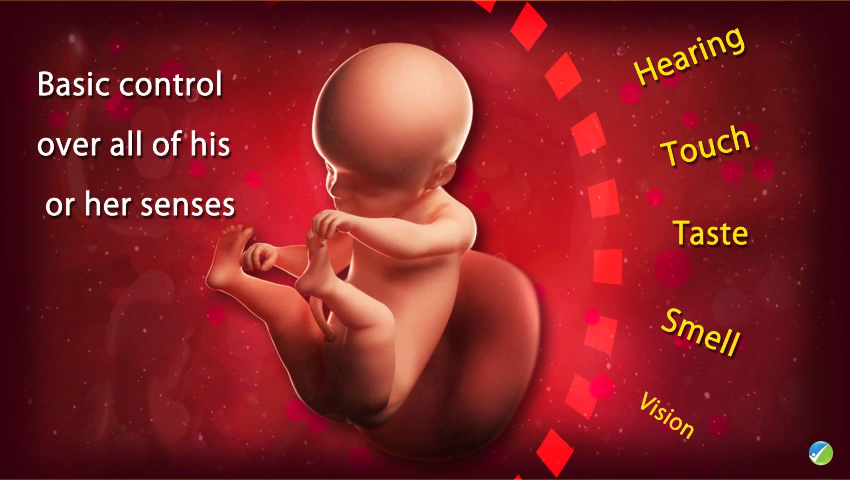 Basic control
over all of his
or her senses
Hearing
Touch
Taste
Smell
Vision